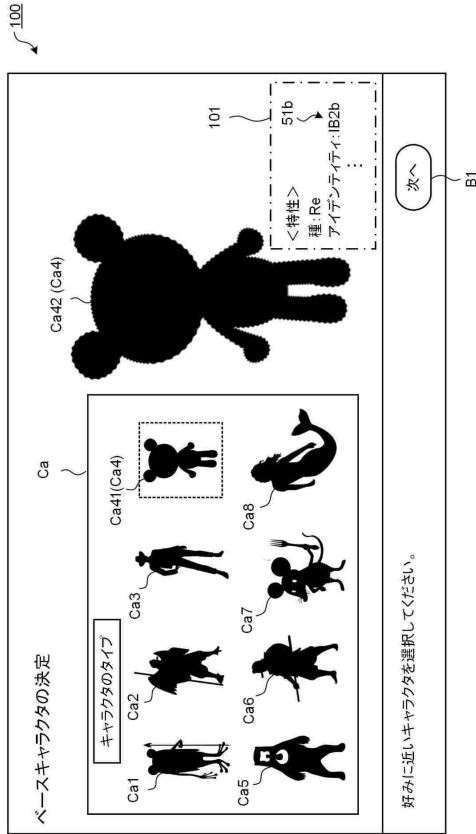 100
ベースキャラクタの決定
Ca
キャラクタのタイプ
Ca1
Ca2
Ca3
Ca41(Ca4)
Ca5
Ca6
Ca7
Ca8
Ca42 (Ca4)
101
<特性>
51b
種:Re
アイデンティティ:IB2b
⋮
好みに近いキャラクタを選択してください。
次へ
B1